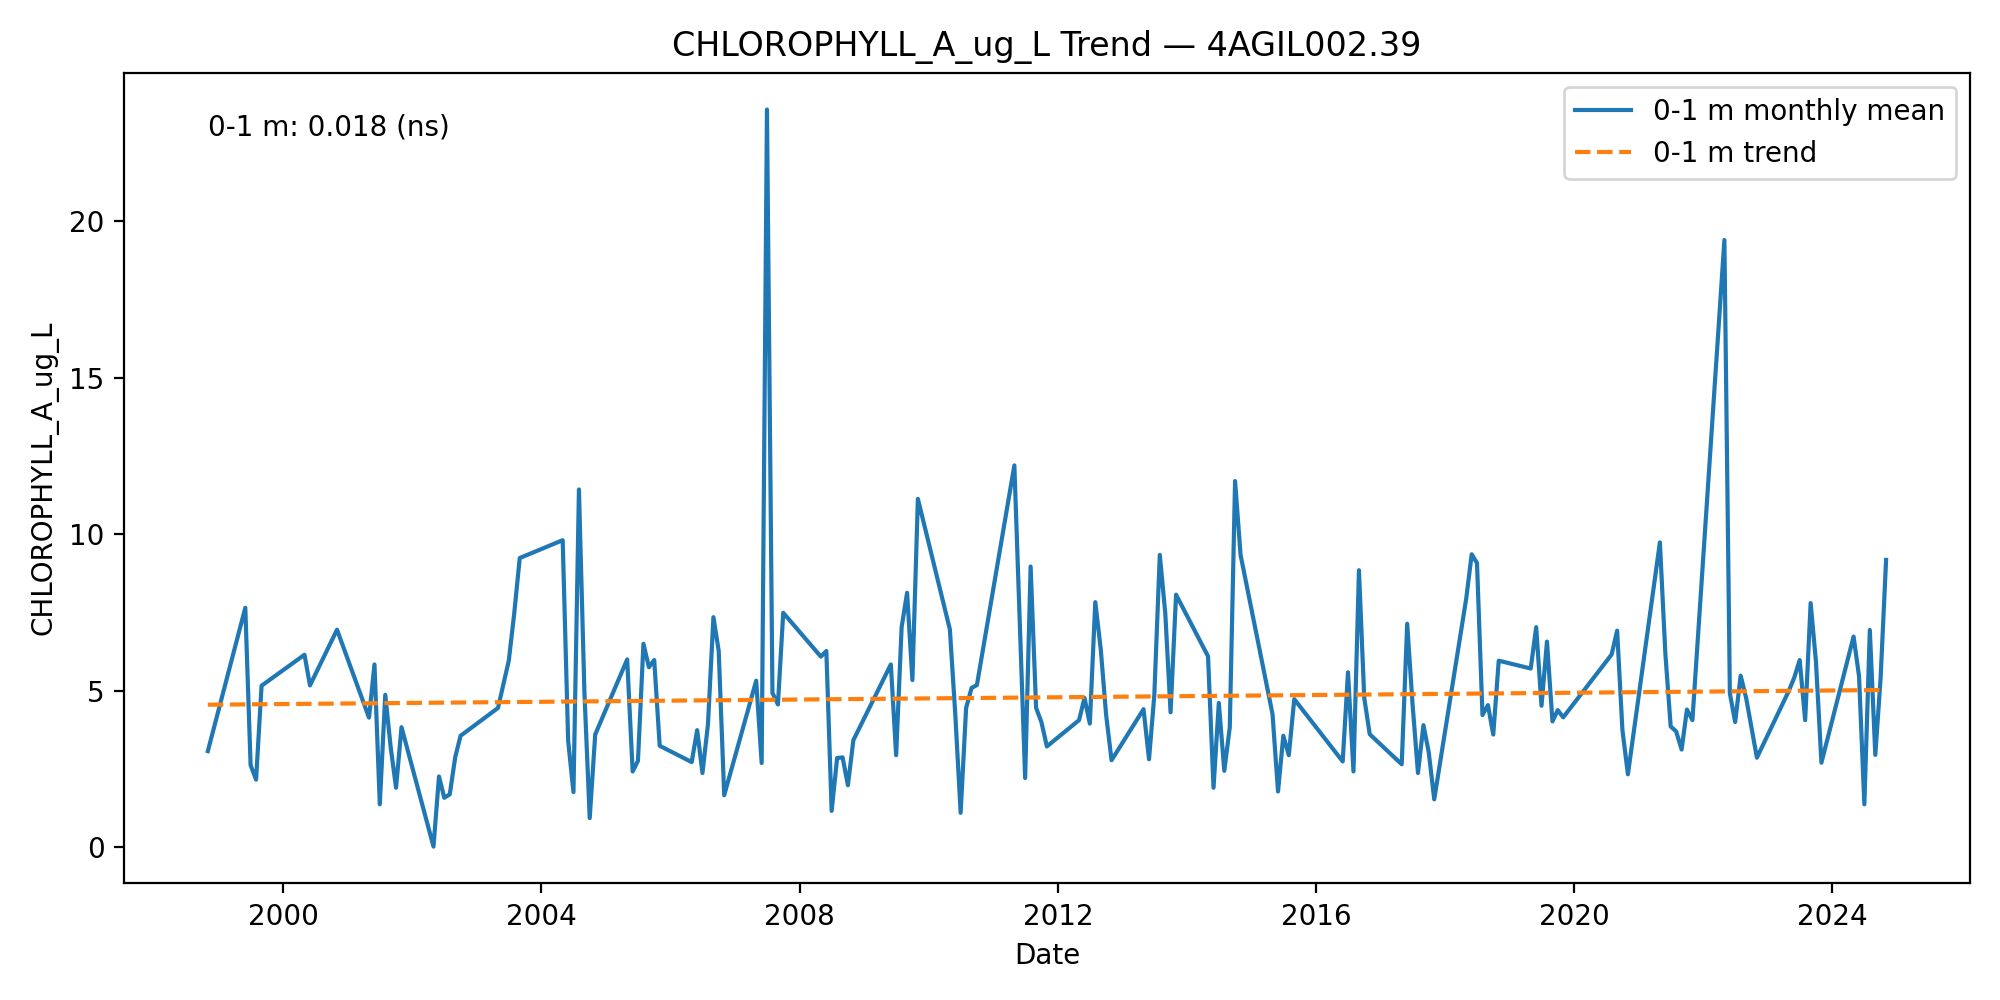 CHLOROPHYLL_A_ug_L Trend — 4AGIL002.39
0-1 m: 0.018 (ns)
0-1 m monthly mean
0-1 m trend
CHLOROPHYLL_A_ug_L
20
15
10
5
0
2000
2004
2008
2012
2016
2020
2024
Date